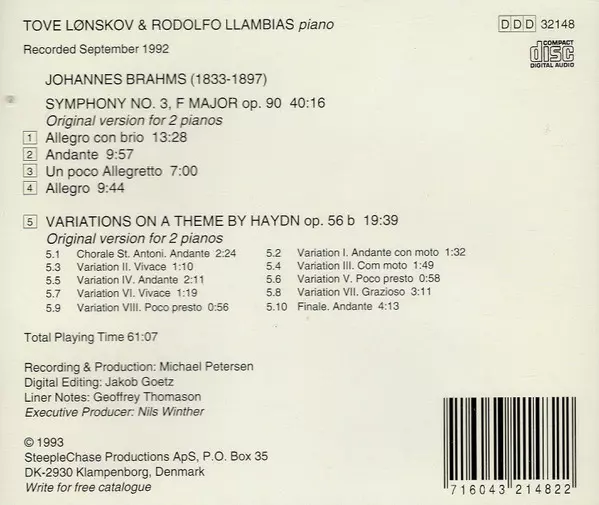 TOVE LØNSKOV & RODOLFO LLAMBIAS piano
DDD 32148
Recorded September 1992
COMPACT
disc
DIGITAL AUDIO
JOHANNES BRAHMS (1833-1897)
SYMPHONY NO. 3, F MAJOR op. 90 40:16
Original version for 2 pianos
1 Allegro con brio 13:28
2 Andante 9:57
3 Un poco Allegretto 7:00
4 Allegro 9:44
5 VARIATIONS ON A THEME BY HAYDN op. 56 b 19:39
Original version for 2 pianos
5.1 Chorale St. Antoni. Andante 2:24
5.2 Variation I. Andante con moto 1:32
5.3 Variation II. Vivace 1:10
5.4 Variation III. Com moto 1:49
5.5 Variation IV. Andante 2:11
5.6 Variation V. Poco presto 0:58
5.7 Variation VI. Vivace 1:19
5.8 Variation VII. Grazioso 3:11
5.9 Variation VIII. Poco presto 0:56
5.10 Finale. Andante 4:13
Total Playing Time 61:07
Recording & Production: Michael Petersen
Digital Editing: Jakob Goetz
Liner Notes: Geoffrey Thomason
Executive Producer: Nils Winther
© 1993
SteepleChase Productions ApS, P.O. Box 35
DK-2930 Klampenborg, Denmark
Write for free catalogue
716043 214822